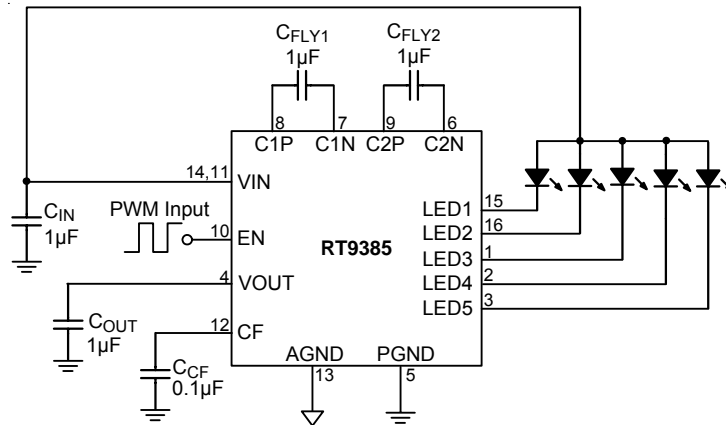 CFLY1
1µF
CFLY2
1µF
8
7
9
6
C1P
C1N
C2P
C2N
14,11
VIN
CIN
1µF
PWM Input
10
EN
RT9385
LED1
15
LED2
16
LED3
1
LED4
2
LED5
3
4
VOUT
COUT
1µF
12
CF
CCF
0.1µF
AGND
PGND
13
5